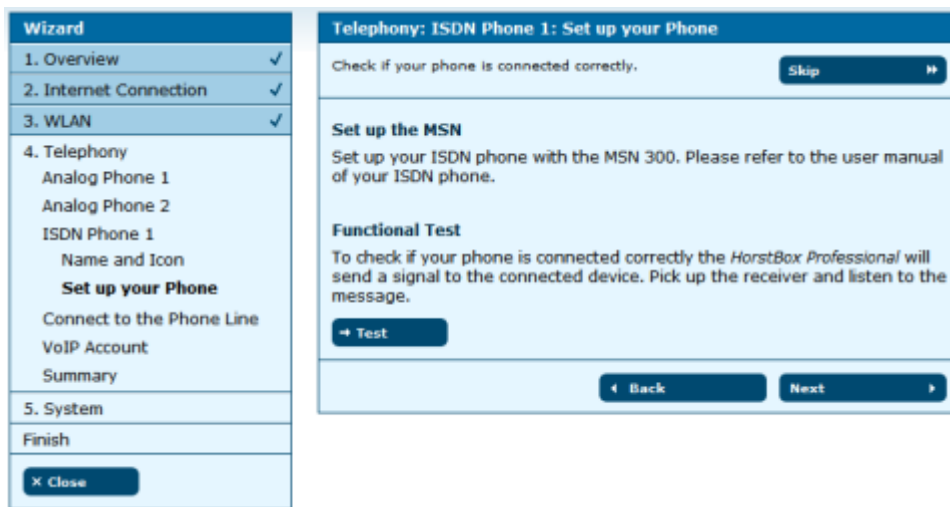 Wizard
1. Overview
2. Internet Connection
3. WLAN
4. Telephony
Analog Phone 1
Analog Phone 2
ISDN Phone 1
Name and Icon
Set up your Phone
Connect to the Phone Line
VoIP Account
Summary
5. System
Finish
× Close
Telephony: ISDN Phone 1: Set up your Phone
Check if your phone is connected correctly.
Skip
Set up the MSN
Set up your ISDN phone with the MSN 300. Please refer to the user manual
of your ISDN phone.
Functional Test
To check if your phone is connected correctly the HorstBox Professional will
send a signal to the connected device. Pick up the receiver and listen to the
message.
→ Test
Back
Next